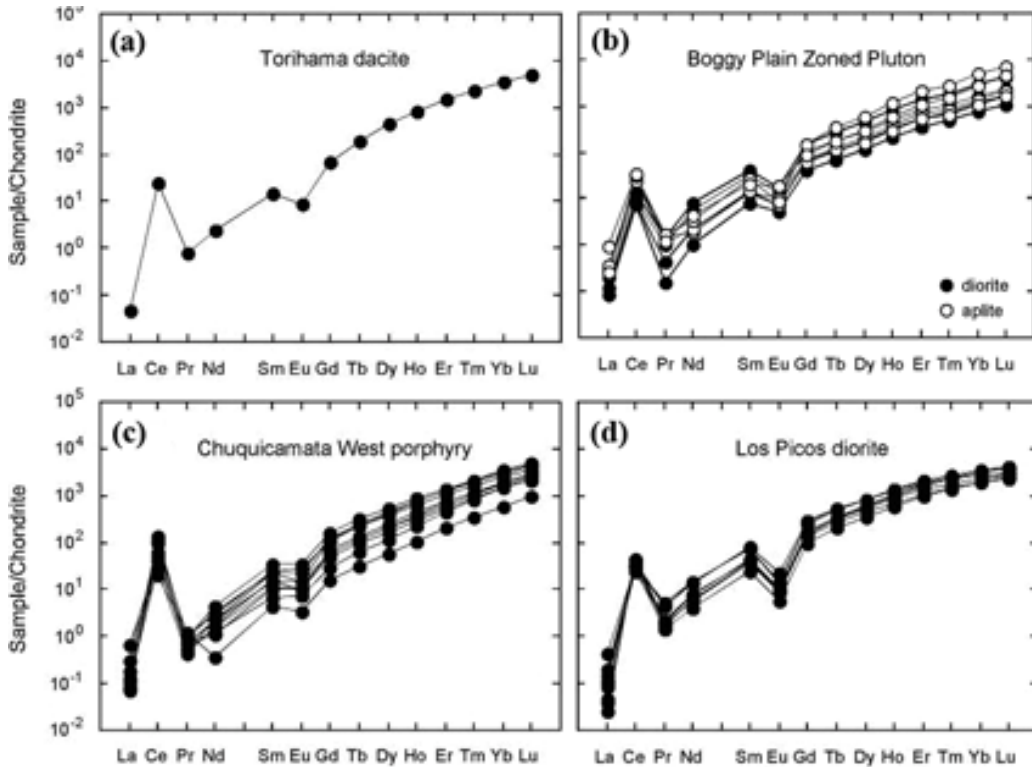 (a)
Torihama dacite
Sample/Chondrite
10⁵
10⁴
10³
10²
10¹
10⁰
10⁻¹
10⁻²
La Ce Pr Nd Sm Eu Gd Tb Dy Ho Er Tm Yb Lu
(b)
Boggy Plain Zoned Pluton
diorite
aplite
La Ce Pr Nd Sm Eu Gd Tb Dy Ho Er Tm Yb Lu
(c)
Chuquicamata West porphyry
Sample/Chondrite
10⁵
10⁴
10³
10²
10¹
10⁰
10⁻¹
10⁻²
La Ce Pr Nd Sm Eu Gd Tb Dy Ho Er Tm Yb Lu
(d)
Los Picos diorite
La Ce Pr Nd Sm Eu Gd Tb Dy Ho Er Tm Yb Lu